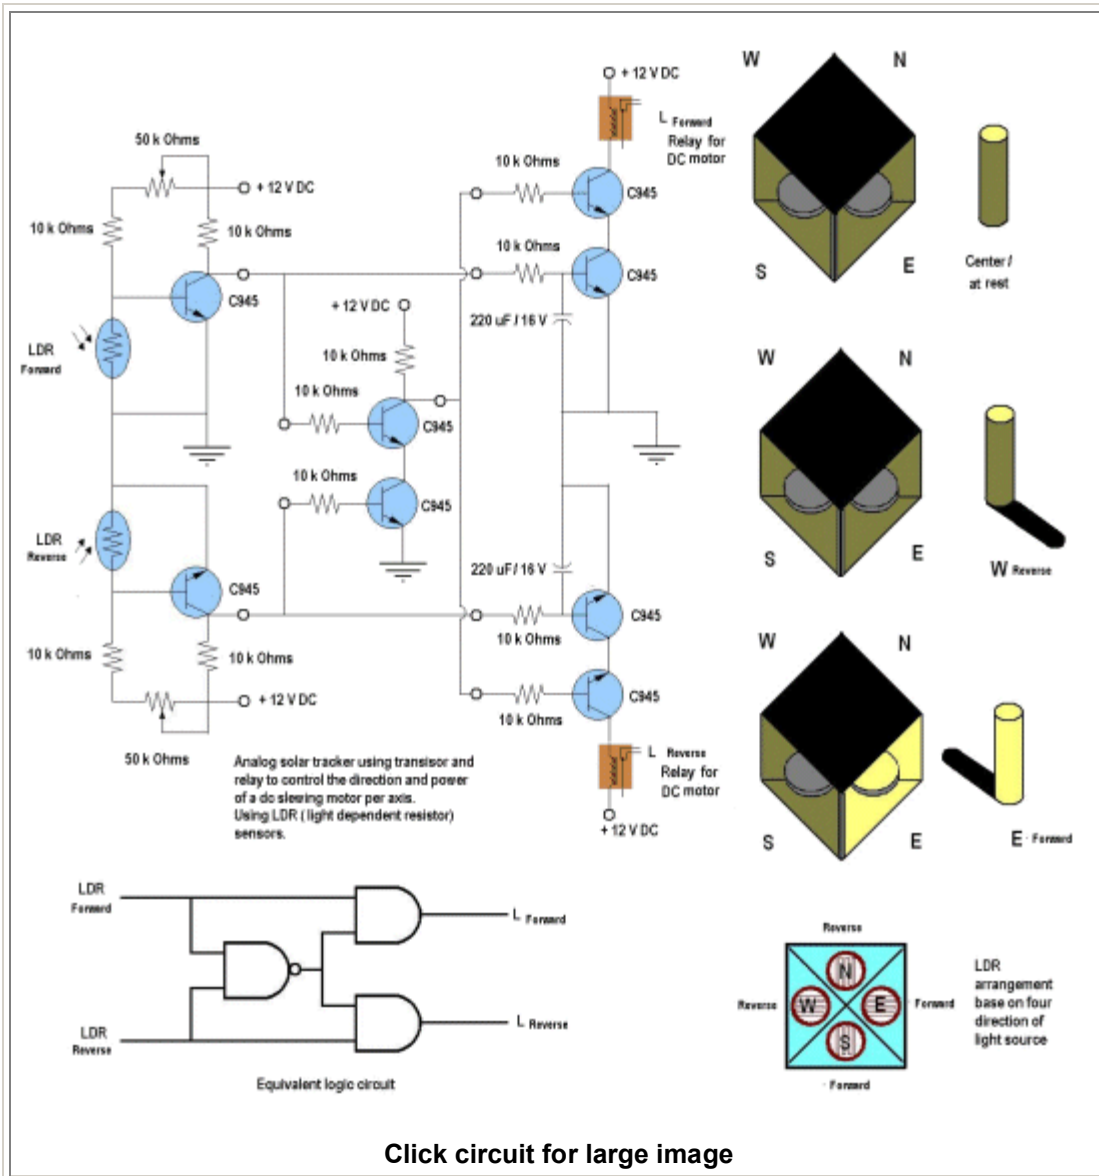 + 12 V DC
L Forward
Relay for
DC motor
50 k Ohms
+ 12 V DC
10 k Ohms
10 k Ohms
C945
10 k Ohms
C945
10 k Ohms
C945
LDR
Forward
+ 12 V DC
220 uF / 16 V
10 k Ohms
10 k Ohms
C945
10 k Ohms
C945
LDR
Reverse
C945
220 uF / 16 V
C945
10 k Ohms
10 k Ohms
10 k Ohms
C945
10 k Ohms
+ 12 V DC
50 k Ohms
L Reverse
Relay for
DC motor
+ 12 V DC
Analog solar tracker using transisor and
relay to control the direction and power
of a dc slewing motor per axis.
Using LDR ( light dependent resistor)
sensors.
W
N
S
E
Center /
at rest
W
N
S
E
W Reverse
W
N
S
E
E - Forward
LDR
Forward
L Forward
LDR
Reverse
L Reverse
Equivalent logic circuit
Reverse
Reverse
N
W
E
S
- Forward
- Forward
LDR
arrangement
base on four
direction of
light source
Click circuit for large image